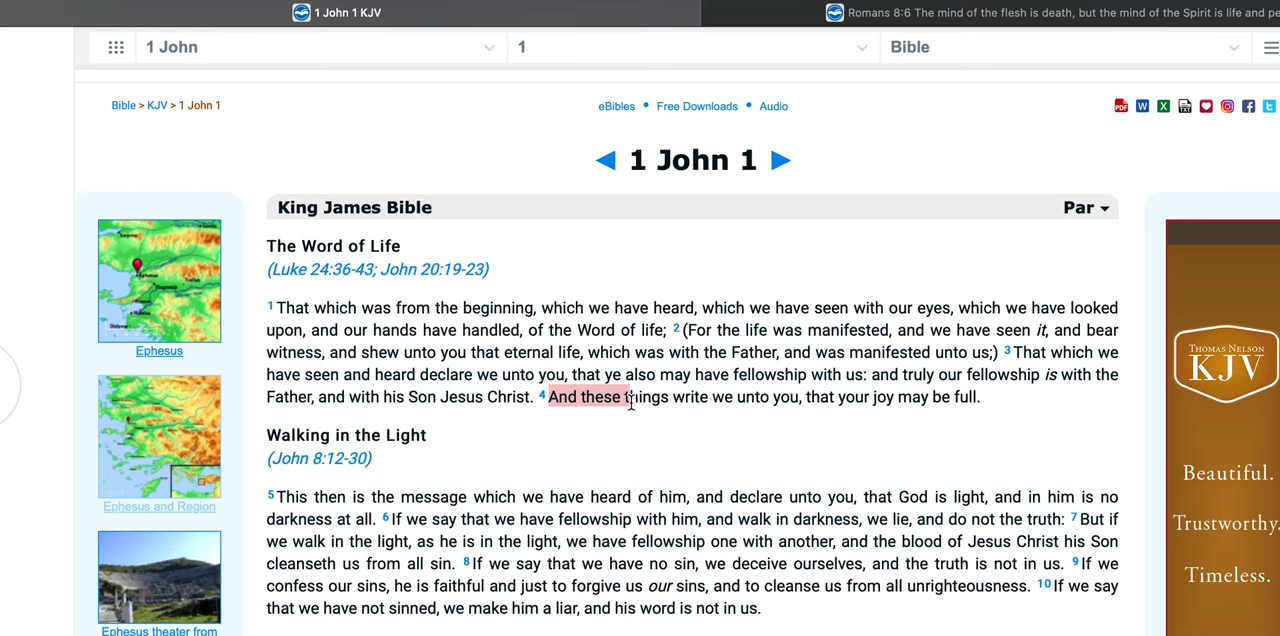 1 John 1 KJV
Romans 8:6 The mind of the flesh is death, but the mind of the Spirit is life and pe
1 John
1
Bible
Bible > KJV > 1 John 1
eBibles • Free Downloads • Audio
◄ 1 John 1 ►
King James Bible
Par
The Word of Life
(Luke 24:36-43; John 20:19-23)
1 That which was from the beginning, which we have heard, which we have seen with our eyes, which we have looked
upon, and our hands have handled, of the Word of life; 2 (For the life was manifested, and we have seen it, and bear
witness, and shew unto you that eternal life, which was with the Father, and was manifested unto us;) 3 That which we
have seen and heard declare we unto you, that ye also may have fellowship with us: and truly our fellowship is with the
Father, and with his Son Jesus Christ. 4 And these things write we unto you, that your joy may be full.
Walking in the Light
(John 8:12-30)
5 This then is the message which we have heard of him, and declare unto you, that God is light, and in him is no
darkness at all. 6 If we say that we have fellowship with him, and walk in darkness, we lie, and do not the truth: 7 But if
we walk in the light, as he is in the light, we have fellowship one with another, and the blood of Jesus Christ his Son
cleanseth us from all sin. 8 If we say that we have no sin, we deceive ourselves, and the truth is not in us. 9 If we
confess our sins, he is faithful and just to forgive us our sins, and to cleanse us from all unrighteousness. 10 If we say
that we have not sinned, we make him a liar, and his word is not in us.
Ephesus
Ephesus and Region
Ephesus theater from
THOMAS NELSON
KJV
Beautiful.
Trustworthy.
Timeless.